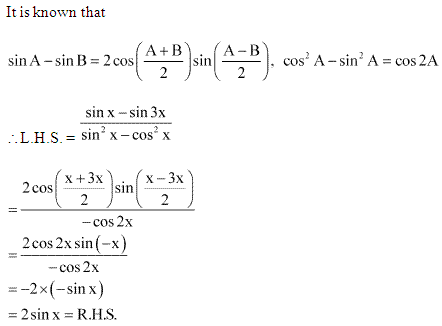 It is known that
sin A − sin B = 2 cos((A + B)/2) sin((A − B)/2), cos² A − sin² A = cos 2A
∴ L.H.S. = (sin x − sin 3x)/(sin² x − cos² x)
= (2 cos((x + 3x)/2) sin((x − 3x)/2))/(− cos 2x)
= (2 cos 2x sin(−x))/(− cos 2x)
= −2 × (− sin x)
= 2 sin x = R.H.S.